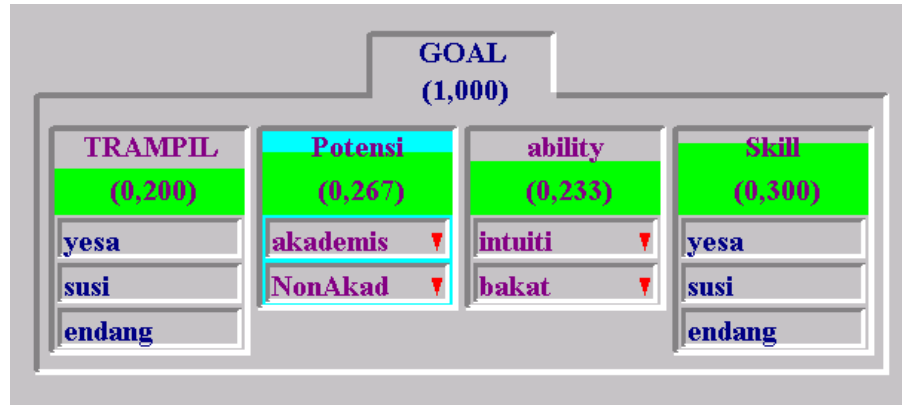 GOAL
(1,000)
TRAMPIL
(0,200)
yesa
susi
endang
Potensi
(0,267)
akademis
NonAkad
ability
(0,233)
intuiti
bakat
Skill
(0,300)
yesa
susi
endang